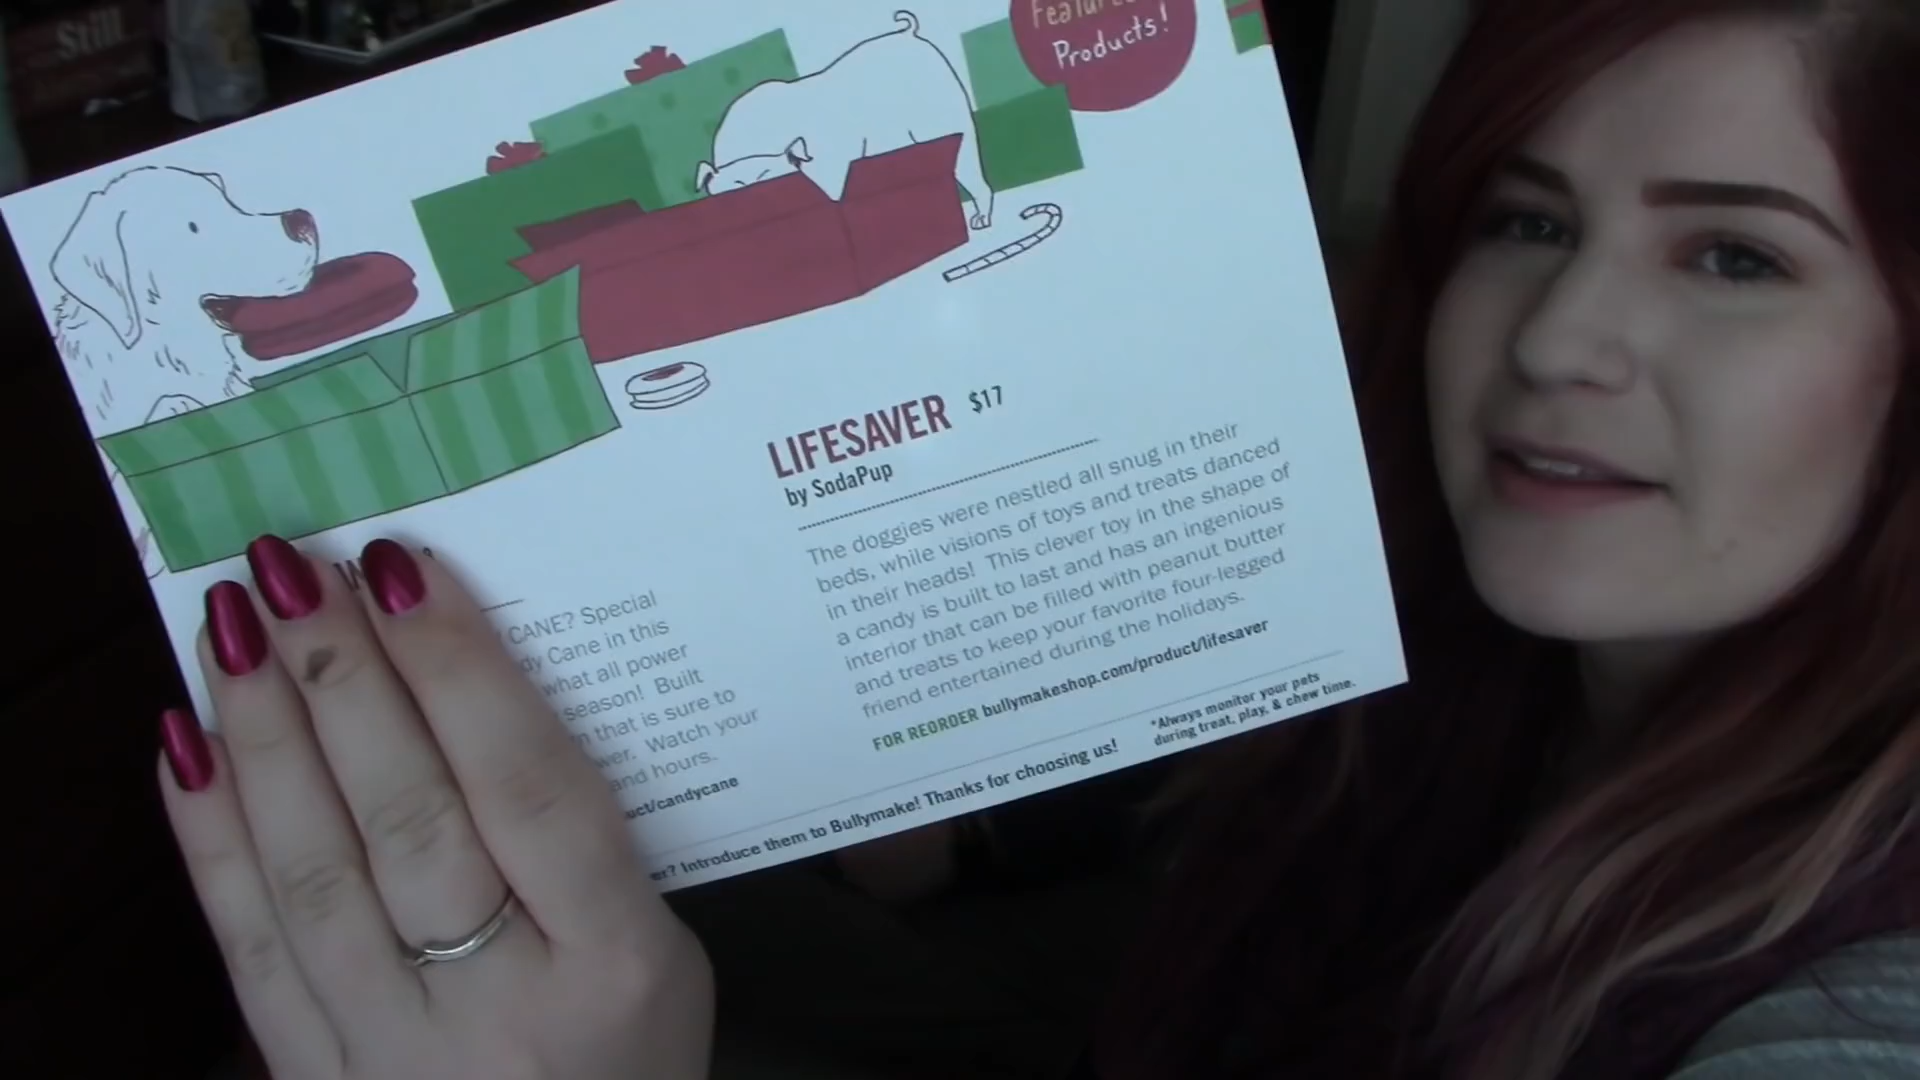 Still
Products!
LIFESAVER $17
by SodaPup
The doggies were nestled all snug in their
beds, while visions of toys and treats danced
in their heads! This clever toy in the shape of
a candy is built to last and has an ingenious
interior that can be filled with peanut butter
and treats to keep your favorite four-legged
friend entertained during the holidays.
FOR REORDER bullymakeshop.com/product/lifesaver
CANE? Special
Cane in this
what all power
season! Built
that is sure to
Watch your
and hours.
/candycane
Introduce them to Bullymake! Thanks for choosing us!
*Always monitor your pets
during treat, play, & chew time.